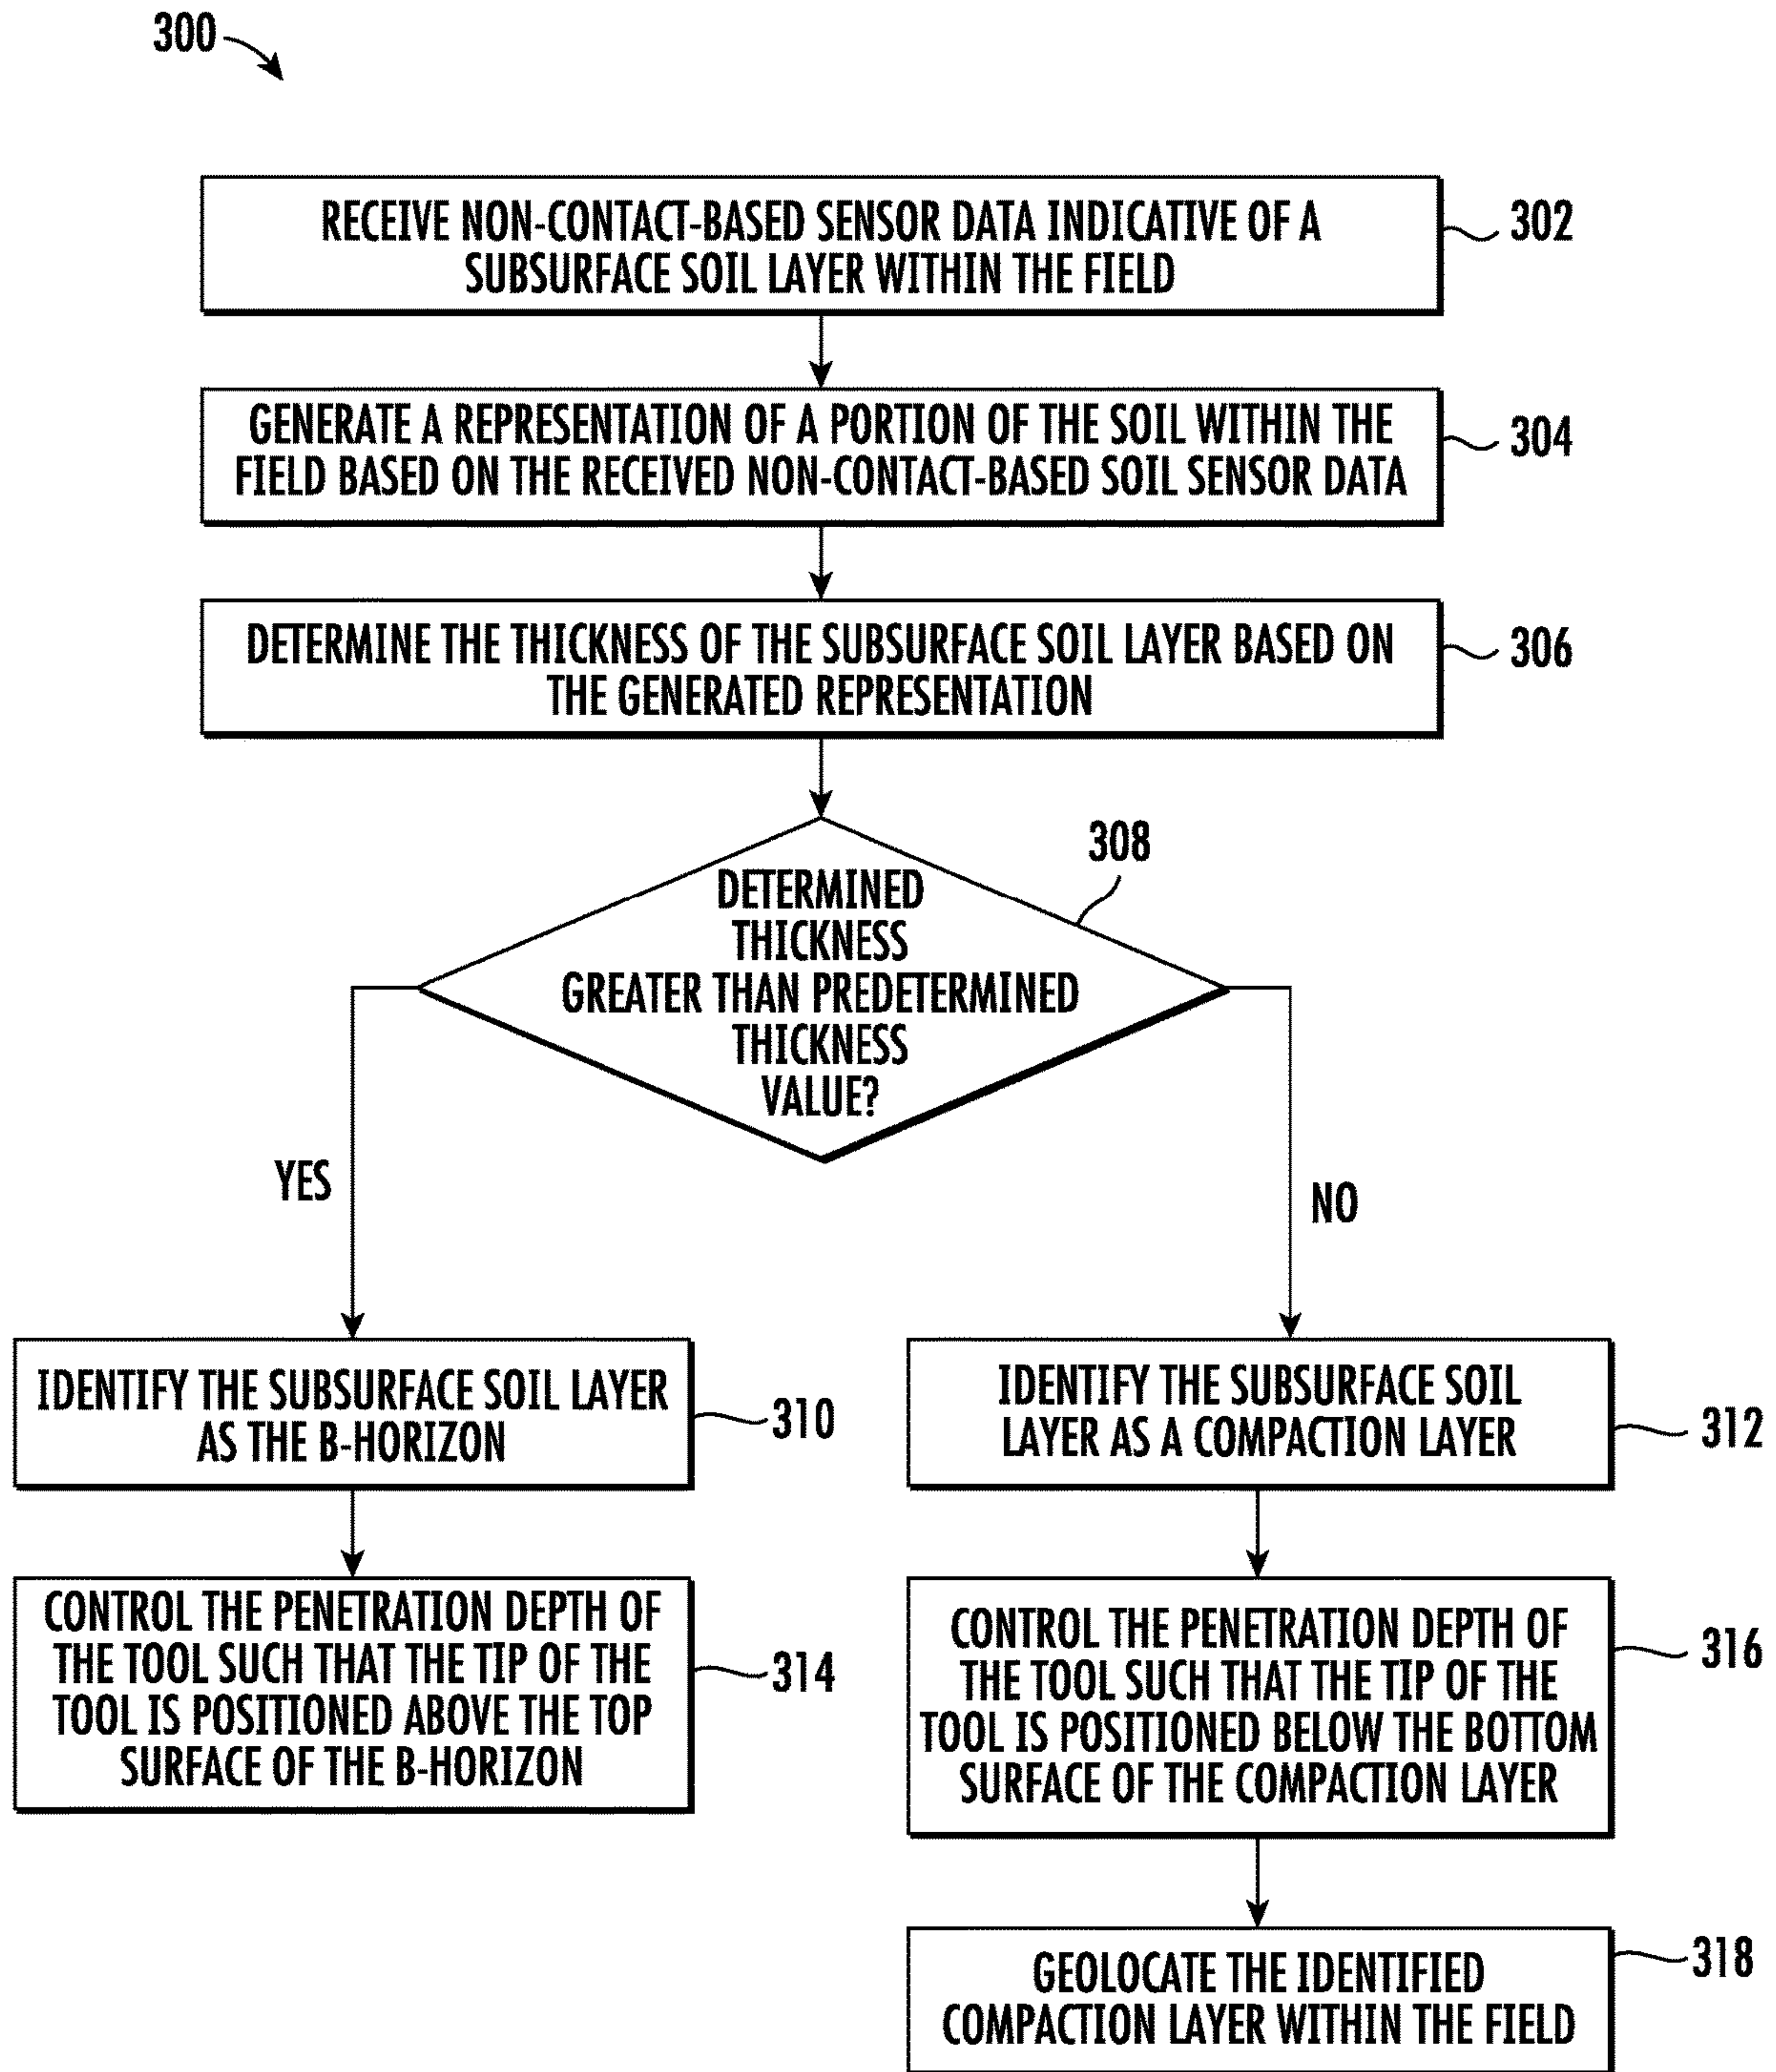 300
RECEIVE NON-CONTACT-BASED SENSOR DATA INDICATIVE OF A
SUBSURFACE SOIL LAYER WITHIN THE FIELD
302
GENERATE A REPRESENTATION OF A PORTION OF THE SOIL WITHIN THE
FIELD BASED ON THE RECEIVED NON-CONTACT-BASED SOIL SENSOR DATA
304
DETERMINE THE THICKNESS OF THE SUBSURFACE SOIL LAYER BASED ON
THE GENERATED REPRESENTATION
306
308
DETERMINED
THICKNESS
GREATER THAN PREDETERMINED
THICKNESS
VALUE?
YES
NO
IDENTIFY THE SUBSURFACE SOIL LAYER
AS THE B-HORIZON
310
IDENTIFY THE SUBSURFACE SOIL
LAYER AS A COMPACTION LAYER
312
CONTROL THE PENETRATION DEPTH OF
THE TOOL SUCH THAT THE TIP OF THE
TOOL IS POSITIONED ABOVE THE TOP
SURFACE OF THE B-HORIZON
314
CONTROL THE PENETRATION DEPTH OF
THE TOOL SUCH THAT THE TIP OF THE
TOOL IS POSITIONED BELOW THE BOTTOM
SURFACE OF THE COMPACTION LAYER
316
GEOLOCATE THE IDENTIFIED
COMPACTION LAYER WITHIN THE FIELD
318